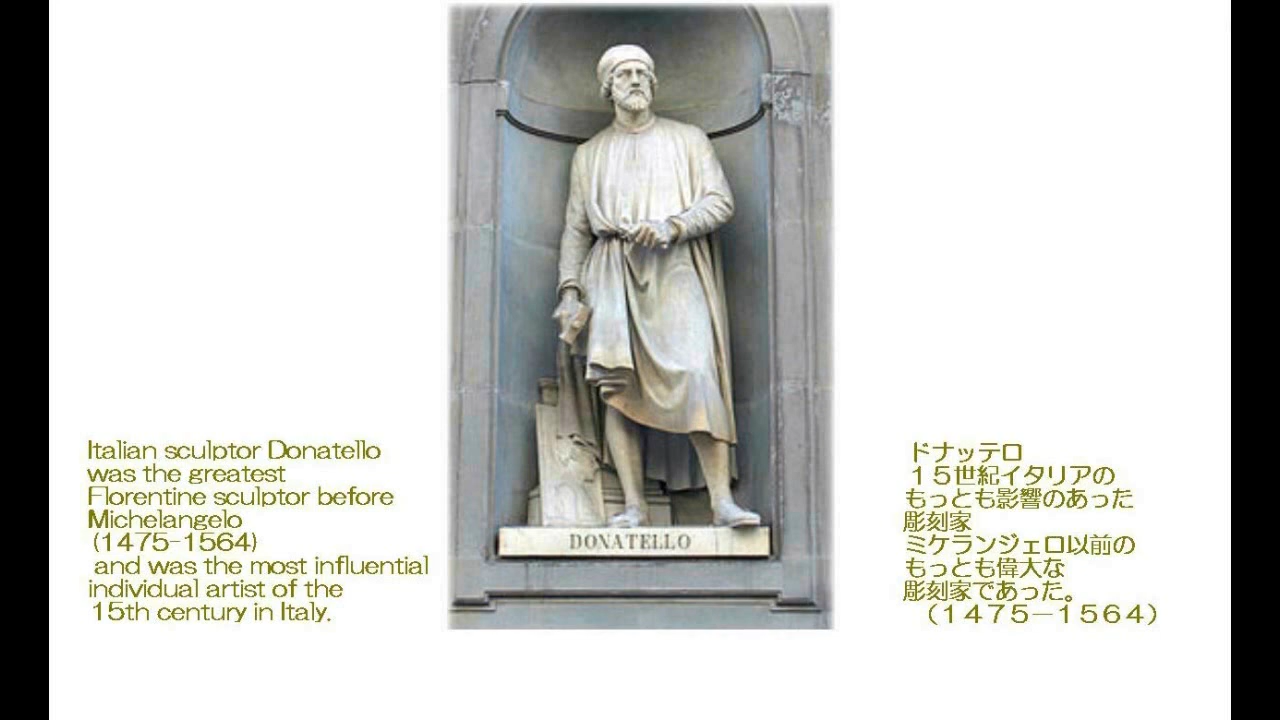 Italian sculptor Donatello
was the greatest
Florentine sculptor before
Michelangelo
(1475-1564)
and was the most influential
individual artist of the
15th century in Italy.
DONATELLO
ドナッテロ
１５世紀イタリアの
もっとも影響のあった
彫刻家
ミケランジェロ以前の
もっとも偉大な
彫刻家であった。
（１４７５－１５６４）